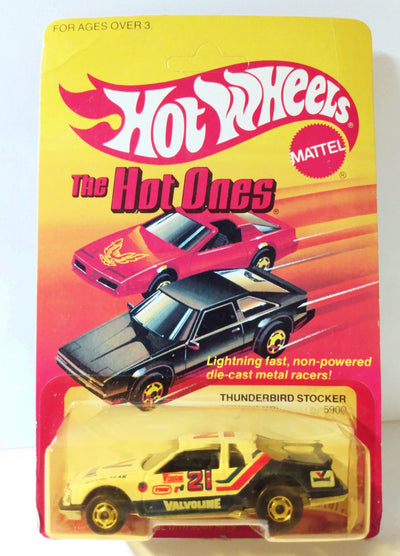 FOR AGES OVER 3.
HOT WHEELS®
MATTEL
The Hot Ones®
Lightning fast, non-powered
die-cast metal racers!
THUNDERBIRD STOCKER
5900
Winston
21
VALVOLINE
V